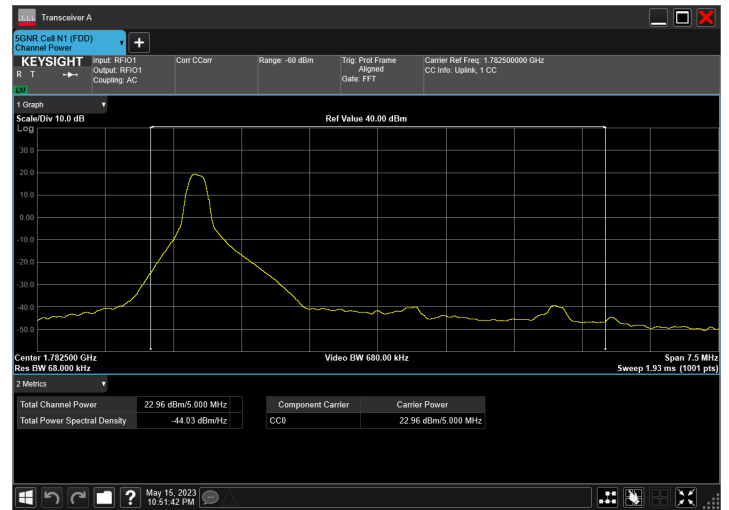 Transceiver A
5GNR Cell N1 (FDD)
Channel Power
KEYSIGHT
R T
LXI
Input: RFIO1
Output: RFIO1
Coupling: AC
Corr CCorr
Range: -60 dBm
Trig: Prot Frame
Aligned
Gate: FFT
Carrier Ref Freq: 1.782500000 GHz
CC Info: Uplink, 1 CC
1 Graph
Scale/Div 10.0 dB
Ref Value 40.00 dBm
Log
30.0
20.0
10.0
0.00
-10.0
-20.0
-30.0
-40.0
-50.0
Center 1.782500 GHz
Video BW 680.00 kHz
Span 7.5 MHz
Res BW 68.000 kHz
Sweep 1.93 ms (1001 pts)
2 Metrics
Total Channel Power 22.96 dBm/5.000 MHz
Total Power Spectral Density -44.03 dBm/Hz
Component Carrier Carrier Power
CC0 22.96 dBm/5.000 MHz
?
May 15, 2023
10:51:42 PM